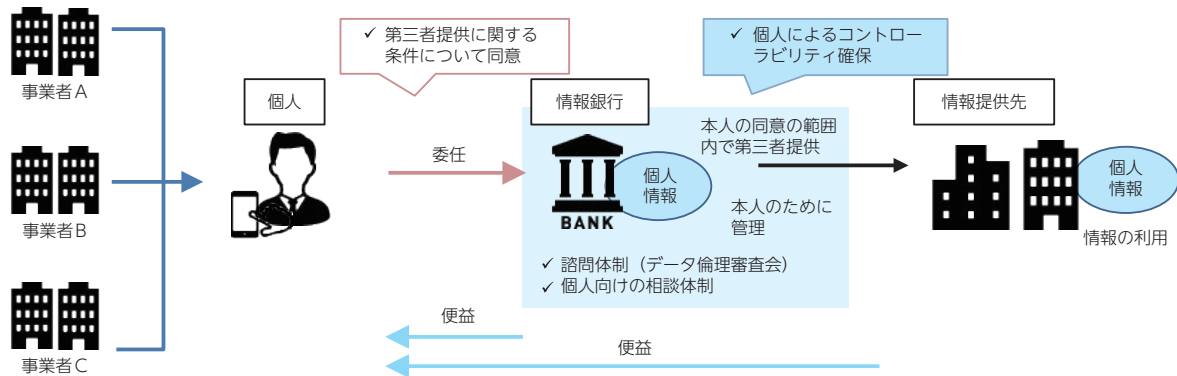 事業者A
事業者B
事業者C
個人
✓ 第三者提供に関する
条件について同意
委任
情報銀行
BANK
個人
情報
✓ 個人によるコントロー
ラビリティ確保
本人の同意の範囲
内で第三者提供
本人のために
管理
✓ 諮問体制（データ倫理審査会）
✓ 個人向けの相談体制
情報提供先
個人
情報
情報の利用
便益
便益